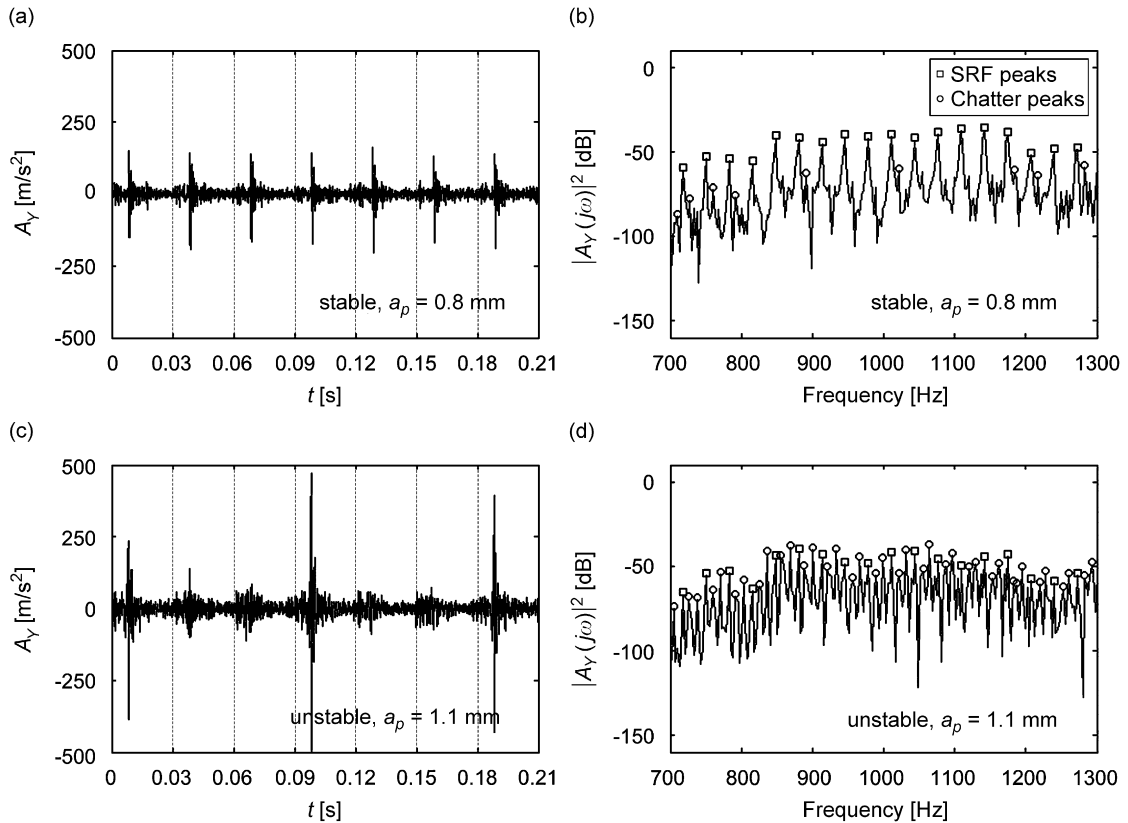 (a)
500
250
0
-250
-500
A_Y [m/s²]
stable, a_p = 0.8 mm
0 0.03 0.06 0.09 0.12 0.15 0.18 0.21
t [s]
(b)
0
-50
-100
-150
|A_Y(jω)|² [dB]
SRF peaks
Chatter peaks
stable, a_p = 0.8 mm
700 800 900 1000 1100 1200 1300
Frequency [Hz]
(c)
500
250
0
-250
-500
A_Y [m/s²]
unstable, a_p = 1.1 mm
0 0.03 0.06 0.09 0.12 0.15 0.18 0.21
t [s]
(d)
0
-50
-100
-150
|A_Y(jω)|² [dB]
unstable, a_p = 1.1 mm
700 800 900 1000 1100 1200 1300
Frequency [Hz]